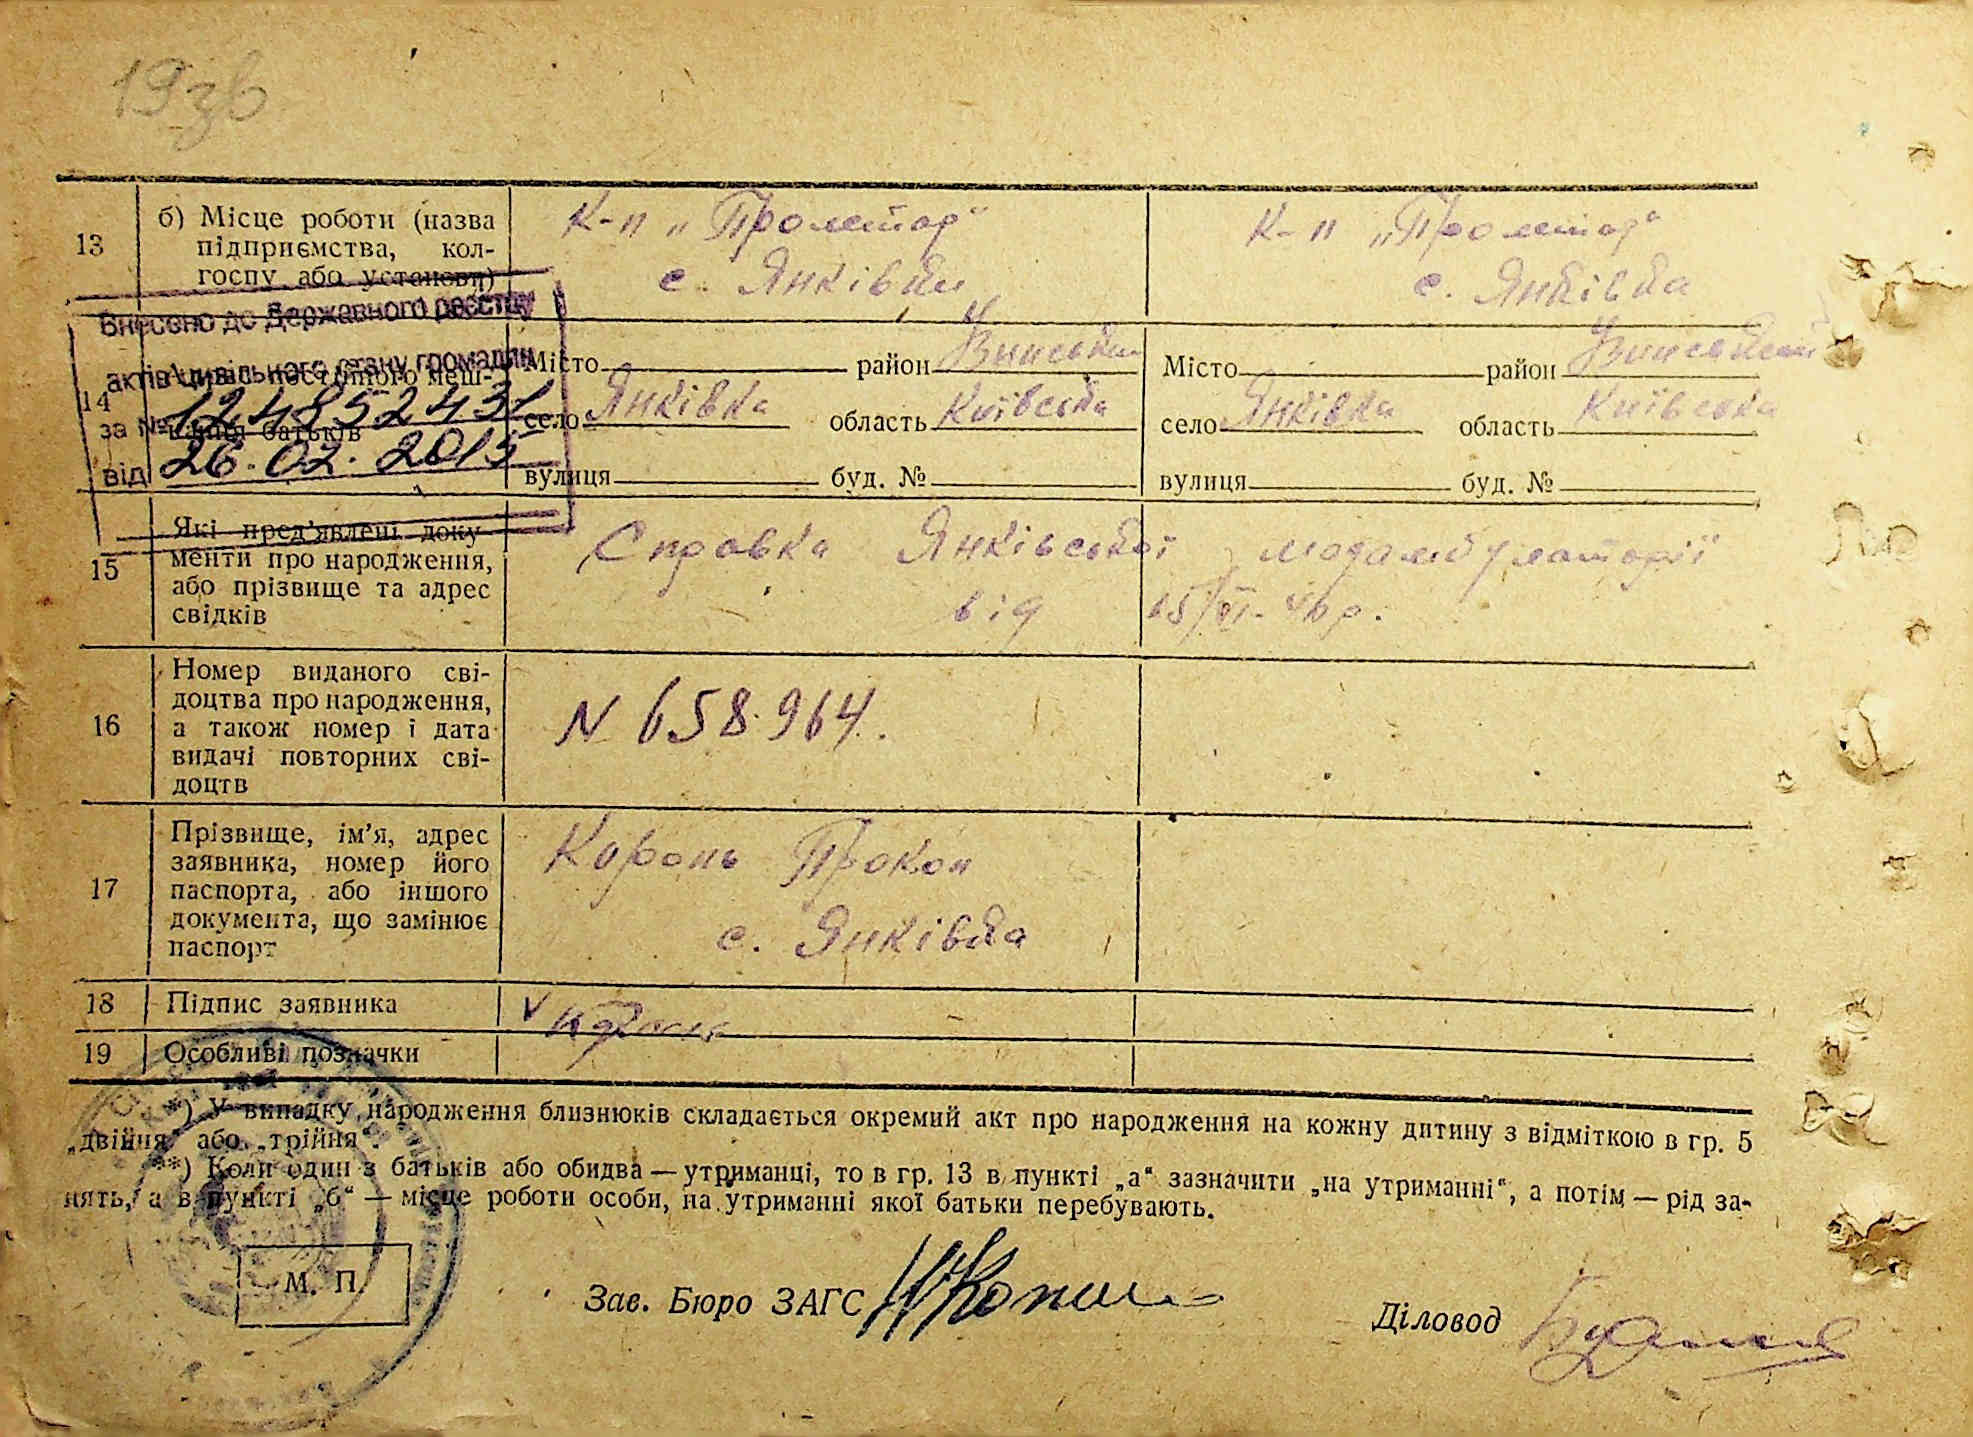 19зв
13
б) Місце роботи (назва
підприємства, кол-
госпу або установи)
К-п „Пролетар"
с. Янківка
К-п „Пролетар"
с. Янківка
Внесено до Державного реєстру
актів цивільного стану громадян
за №
від 26.02.2015
14
постійного меш-
кання батьків
Місто район
село Янківка область Київська
вулиця буд. №
Місто район
село Янківка область Київська
вулиця буд. №
15
Які пред'явлені доку-
менти про народження,
або прізвище та адрес
свідків
Справка Янківської
від 15/VI-40 р.
16
Номер виданого сві-
доцтва про народження,
а також номер і дата
видачі повторних сві-
доцтв
N 658964.
17
Прізвище, ім'я, адрес
заявника, номер його
паспорта, або іншого
документа, що замінює
паспорт
Король Прокоп
с. Янківка
18 Підпис заявника
V
19 Особливі позначки
*) У випадку народження близнюків складається окремий акт про народження на кожну дитину з відміткою в гр. 5
„двійня" або „трійня".
**) Коли один з батьків або обидва — утриманці, то в гр. 13 в пункті „а" зазначити „на утриманні", а потім — рід за-
нять, а в пункті „б" — місце роботи особи, на утриманні якої батьки перебувають.
М. П.
Зав. Бюро ЗАГС
Діловод